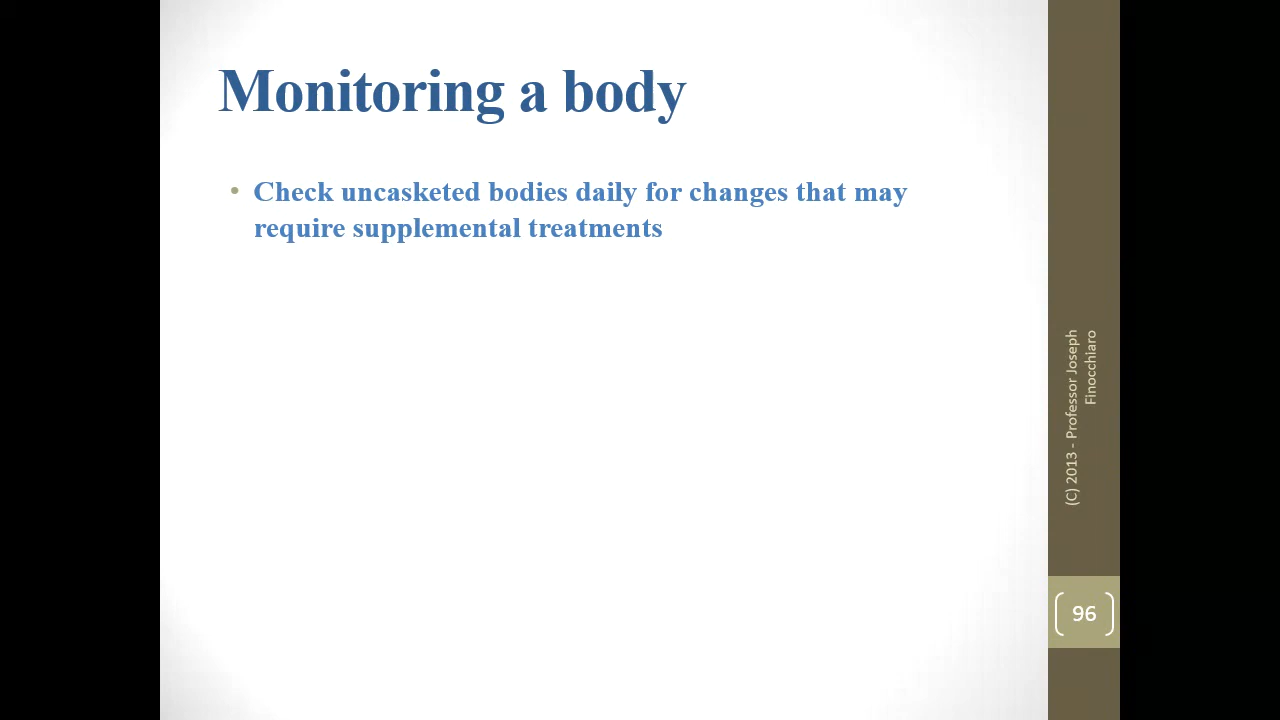 Monitoring a body
• Check uncasketed bodies daily for changes that may
require supplemental treatments
(C) 2013 - Professor Joseph
Finocchiaro
96